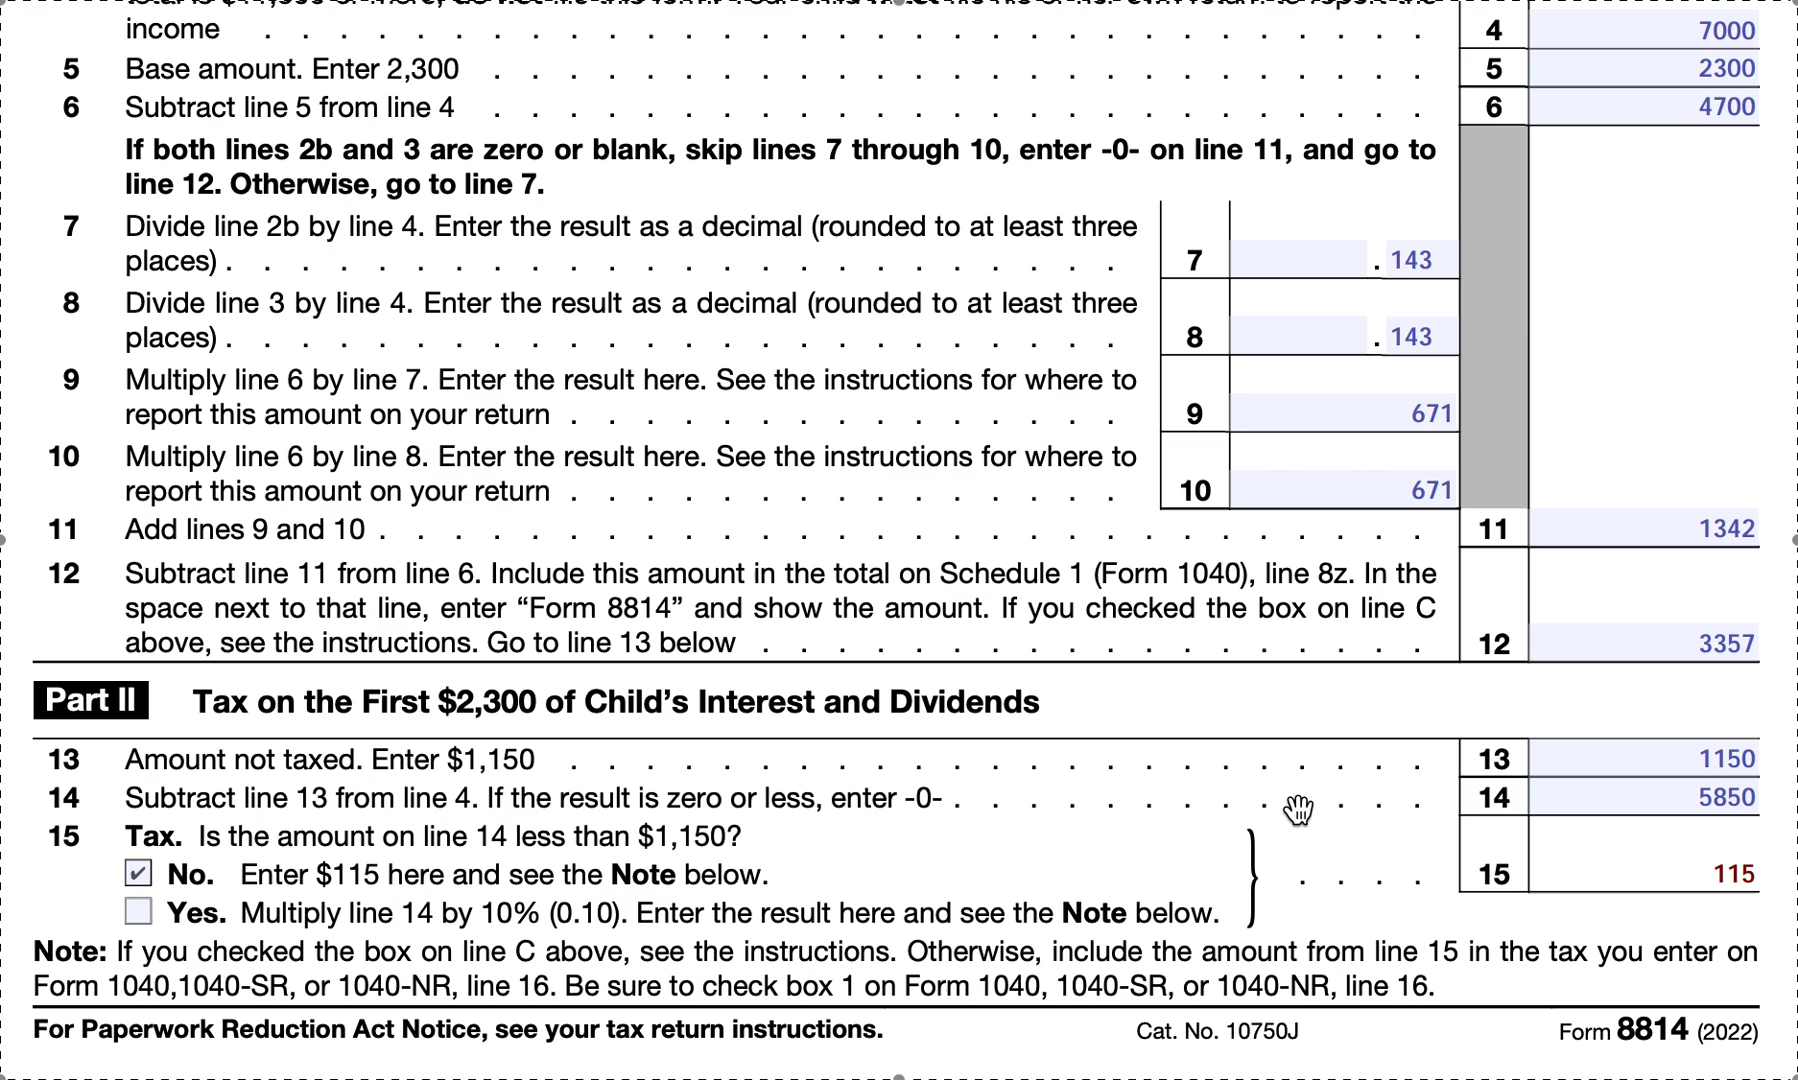 income . . . . . . . . . . . . . . . . . . . . . . . . . . . . . . . 4 7000
5 Base amount. Enter 2,300 . . . . . . . . . . . . . . . . . . . . . . . . . 5 2300
6 Subtract line 5 from line 4 . . . . . . . . . . . . . . . . . . . . . . . . . 6 4700
If both lines 2b and 3 are zero or blank, skip lines 7 through 10, enter -0- on line 11, and go to
line 12. Otherwise, go to line 7.
7 Divide line 2b by line 4. Enter the result as a decimal (rounded to at least three
places) . . . . . . . . . . . . . . . . . . . . . . . . 7 . 143
8 Divide line 3 by line 4. Enter the result as a decimal (rounded to at least three
places) . . . . . . . . . . . . . . . . . . . . . . . . 8 . 143
9 Multiply line 6 by line 7. Enter the result here. See the instructions for where to
report this amount on your return . . . . . . . . . . . . . . . 9 671
10 Multiply line 6 by line 8. Enter the result here. See the instructions for where to
report this amount on your return . . . . . . . . . . . . . . . 10 671
11 Add lines 9 and 10 . . . . . . . . . . . . . . . . . . . . . . . . . . . . 11 1342
12 Subtract line 11 from line 6. Include this amount in the total on Schedule 1 (Form 1040), line 8z. In the
space next to that line, enter “Form 8814” and show the amount. If you checked the box on line C
above, see the instructions. Go to line 13 below . . . . . . . . . . . . . . . . . . 12 3357
Part II Tax on the First $2,300 of Child’s Interest and Dividends
13 Amount not taxed. Enter $1,150 . . . . . . . . . . . . . . . . . . . . . . . 13 1150
14 Subtract line 13 from line 4. If the result is zero or less, enter -0- . . . . . . . . . . . . . 14 5850
15 Tax. Is the amount on line 14 less than $1,150?
✔ No. Enter $115 here and see the Note below. . . . . 15 115
Yes. Multiply line 14 by 10% (0.10). Enter the result here and see the Note below.
Note: If you checked the box on line C above, see the instructions. Otherwise, include the amount from line 15 in the tax you enter on
Form 1040,1040-SR, or 1040-NR, line 16. Be sure to check box 1 on Form 1040, 1040-SR, or 1040-NR, line 16.
For Paperwork Reduction Act Notice, see your tax return instructions. Cat. No. 10750J Form 8814 (2022)